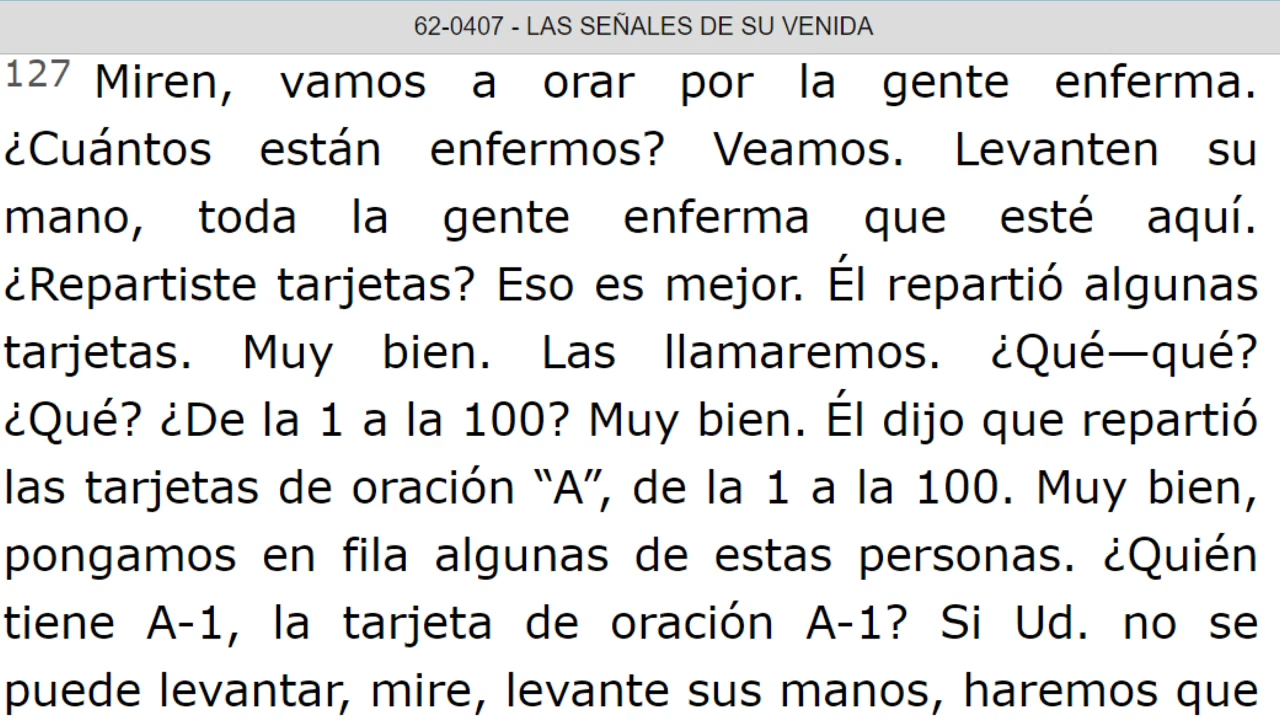 62-0407 - LAS SEÑALES DE SU VENIDA
127 Miren, vamos a orar por la gente enferma.
¿Cuántos están enfermos? Veamos. Levanten su
mano, toda la gente enferma que esté aquí.
¿Repartiste tarjetas? Eso es mejor. Él repartió algunas
tarjetas. Muy bien. Las llamaremos. ¿Qué—qué?
¿Qué? ¿De la 1 a la 100? Muy bien. Él dijo que repartió
las tarjetas de oración “A”, de la 1 a la 100. Muy bien,
pongamos en fila algunas de estas personas. ¿Quién
tiene A-1, la tarjeta de oración A-1? Si Ud. no se
puede levantar, mire, levante sus manos, haremos que